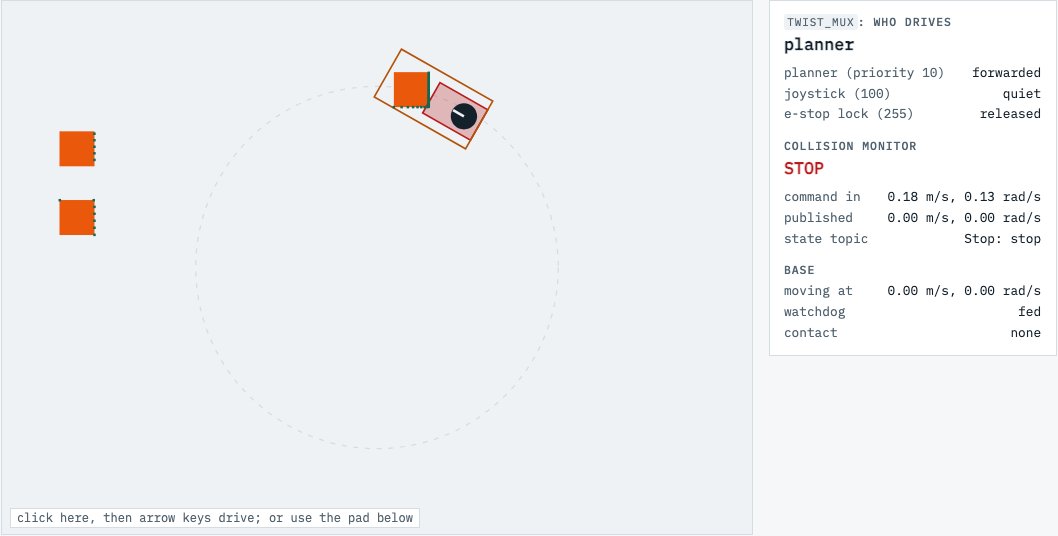 TWIST_MUX: WHO DRIVES
planner
planner (priority 10) forwarded
joystick (100) quiet
e-stop lock (255) released
COLLISION MONITOR
STOP
command in 0.18 m/s, 0.13 rad/s
published 0.00 m/s, 0.00 rad/s
state topic Stop: stop
BASE
moving at 0.00 m/s, 0.00 rad/s
watchdog fed
contact none
click here, then arrow keys drive; or use the pad below